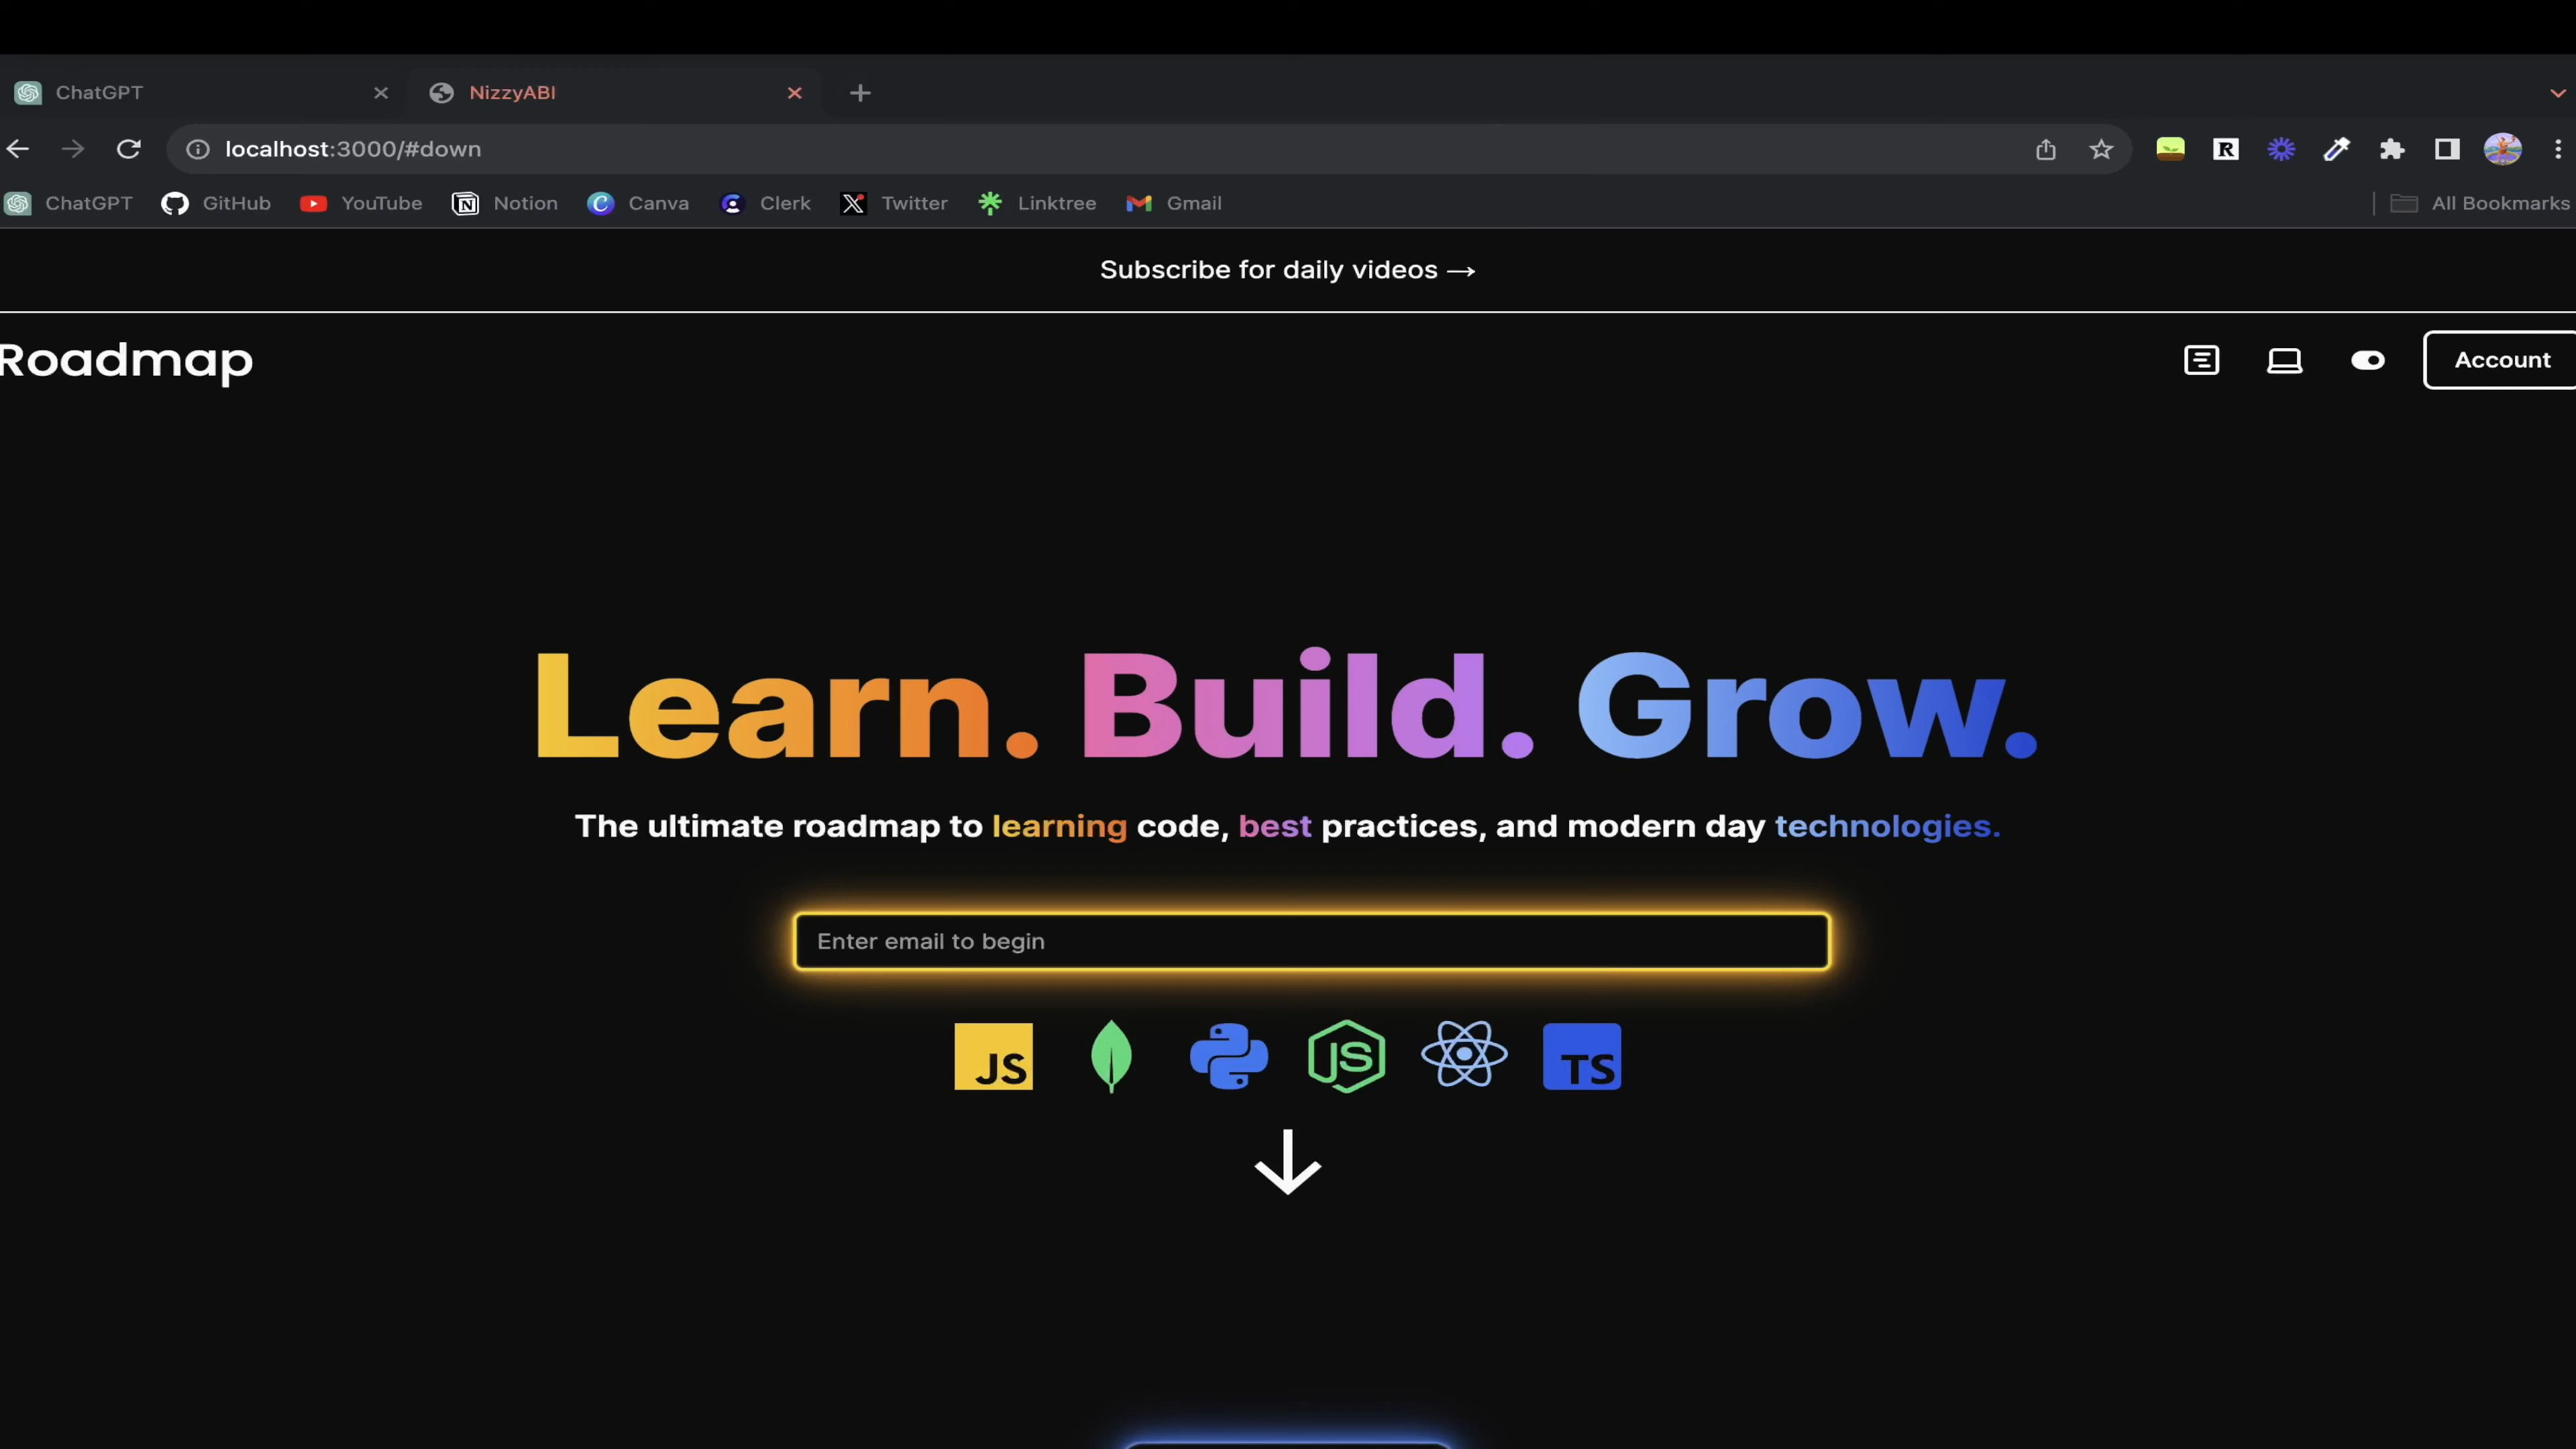 ChatGPT
NizzyABI
localhost:3000/#down
ChatGPT GitHub YouTube Notion Canva Clerk Twitter Linktree Gmail All Bookmarks
Subscribe for daily videos →
Roadmap
Account
Learn. Build. Grow.
The ultimate roadmap to learning code, best practices, and modern day technologies.
Enter email to begin
JS JS TS